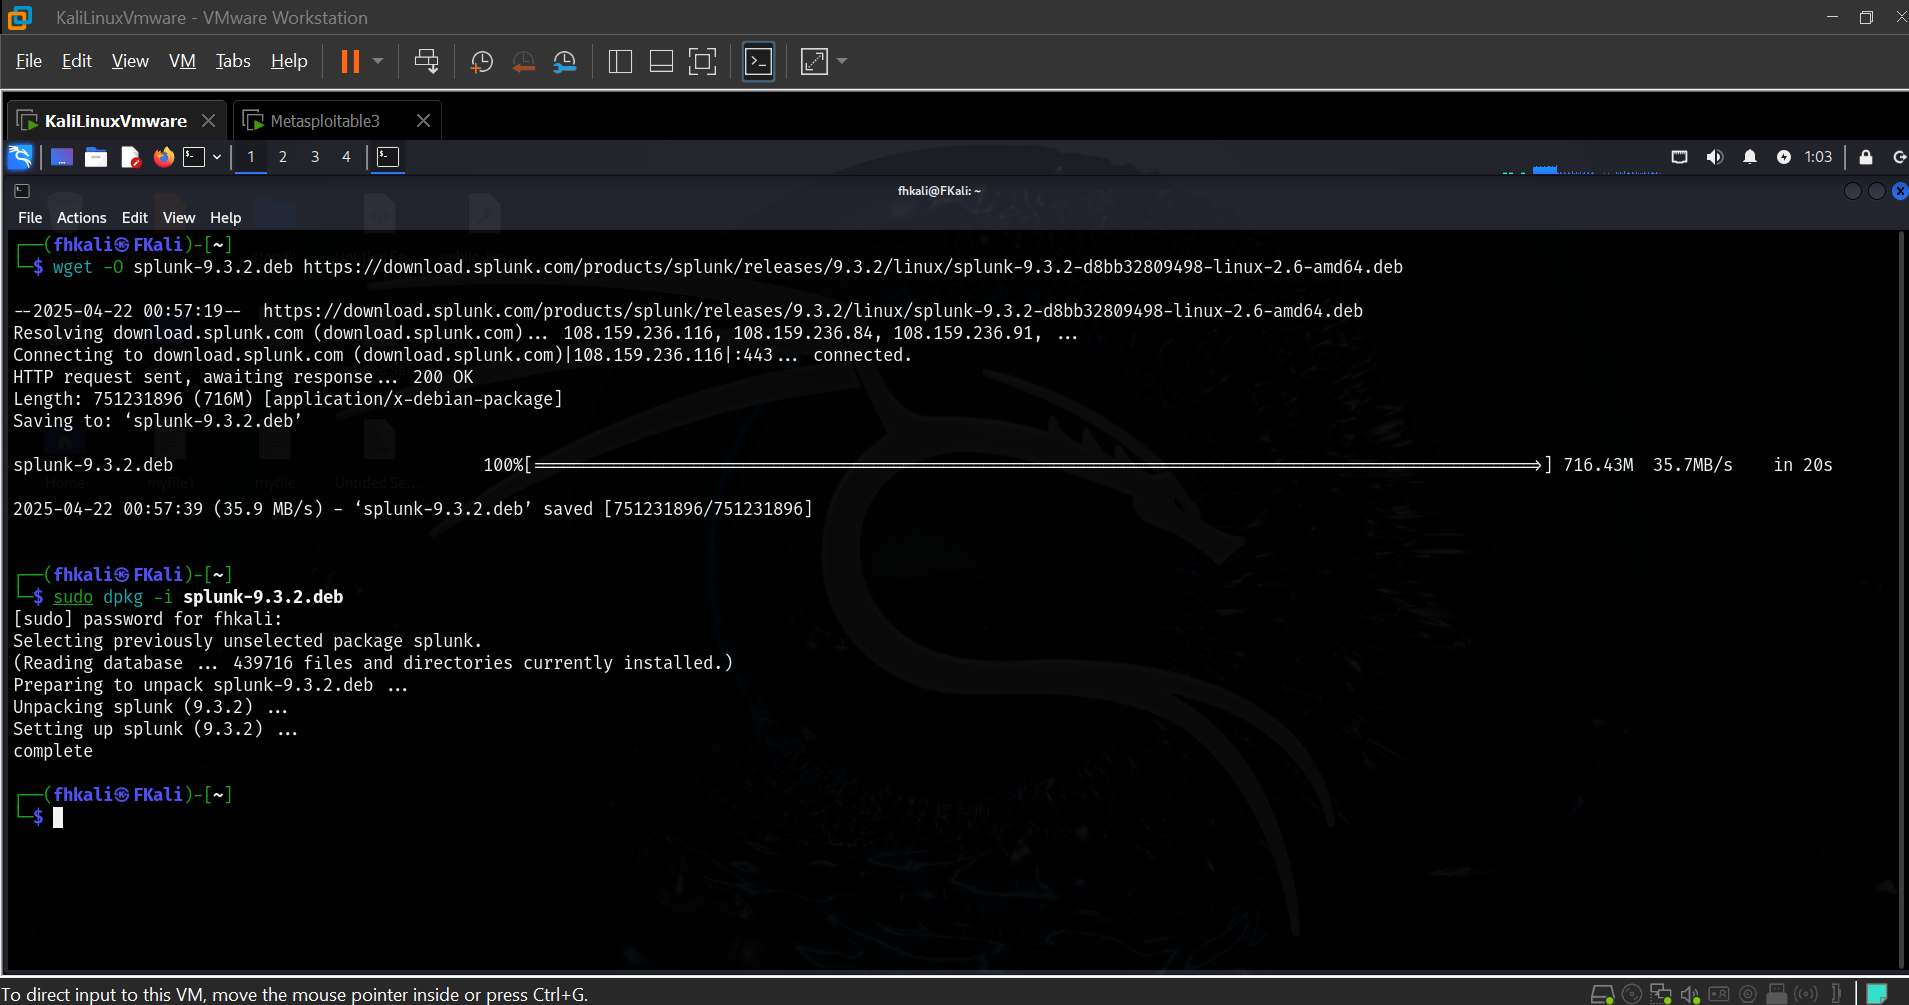 KaliLinuxVmware - VMware Workstation
File Edit View VM Tabs Help
KaliLinuxVmware
Metasploitable3
1 2 3 4
1:03
fhkali@FKali: ~
File Actions Edit View Help
┌──(fhkali㉿FKali)-[~]
└─$ wget -O splunk-9.3.2.deb https://download.splunk.com/products/splunk/releases/9.3.2/linux/splunk-9.3.2-d8bb32809498-linux-2.6-amd64.deb
--2025-04-22 00:57:19-- https://download.splunk.com/products/splunk/releases/9.3.2/linux/splunk-9.3.2-d8bb32809498-linux-2.6-amd64.deb
Resolving download.splunk.com (download.splunk.com)... 108.159.236.116, 108.159.236.84, 108.159.236.91, ...
Connecting to download.splunk.com (download.splunk.com)|108.159.236.116|:443... connected.
HTTP request sent, awaiting response... 200 OK
Length: 751231896 (716M) [application/x-debian-package]
Saving to: ‘splunk-9.3.2.deb’
splunk-9.3.2.deb 100%[===================>] 716.43M 35.7MB/s in 20s
Home myfile1 myfile Untitled Se...
2025-04-22 00:57:39 (35.9 MB/s) - ‘splunk-9.3.2.deb’ saved [751231896/751231896]
┌──(fhkali㉿FKali)-[~]
└─$ sudo dpkg -i splunk-9.3.2.deb
[sudo] password for fhkali:
Selecting previously unselected package splunk.
(Reading database ... 439716 files and directories currently installed.)
Preparing to unpack splunk-9.3.2.deb ...
Unpacking splunk (9.3.2) ...
Setting up splunk (9.3.2) ...
complete
┌──(fhkali㉿FKali)-[~]
└─$
To direct input to this VM, move the mouse pointer inside or press Ctrl+G.